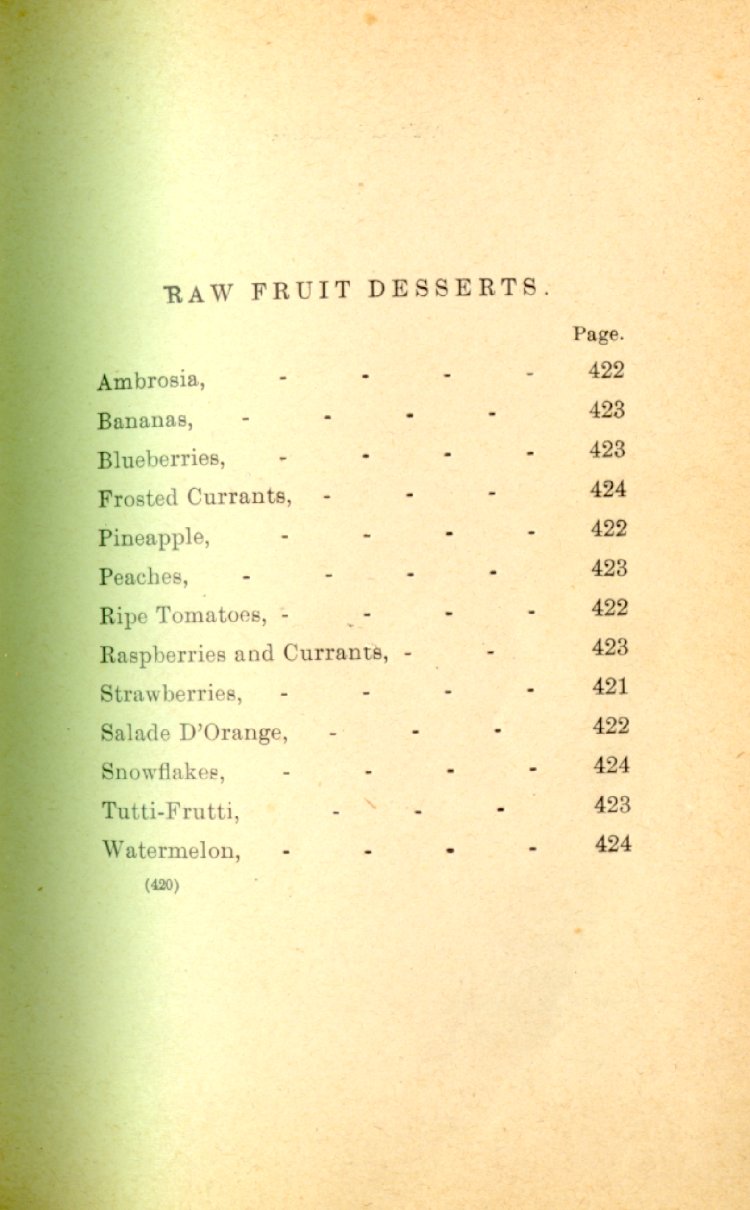 RAW FRUIT DESSERTS.
Page.
Ambrosia, - - - - 422
Bananas, - - - - 423
Blueberries, - - - - 423
Frosted Currants, - - - 424
Pineapple, - - - - 422
Peaches, - - - - 423
Ripe Tomatoes, - - - - 422
Raspberries and Currants, - - 423
Strawberries, - - - - 421
Salade D'Orange, - - - 422
Snowflakes, - - - - 424
Tutti-Frutti, - - - 423
Watermelon, - - - - 424
(420)